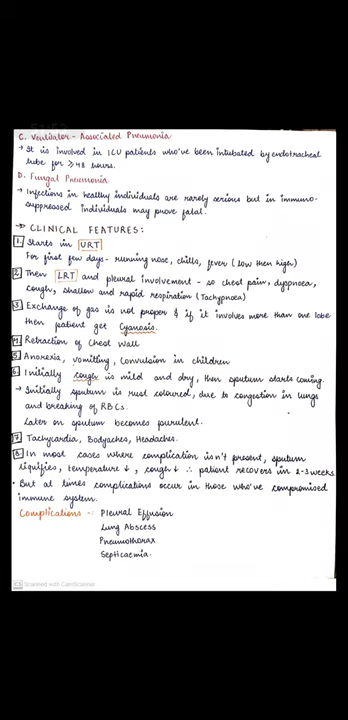 C. Ventilator - Associated Pneumonia
→ It is involved in ICU patients who've been intubated by endotracheal
tube for ≥ 48 hours.
D. Fungal Pneumonia
→ Infections in healthy individuals are rarely serious but in immuno-
suppressed individuals may prove fatal.
→ CLINICAL FEATURES:
1. Starts in URT
For first few days - running nose, chills, fever (low then higher)
2. Then LRT and pleural involvement - so chest pain, dyspnoea,
cough, shallow and rapid respiration (Tachypnoea)
3. Exchange of gas is not proper & if it involves more than one lobe
then patient get Cyanosis.
4. Retraction of Chest Wall
5. Anorexia, vomitting, Convulsion in children
6. Initially cough is mild and dry, then sputum starts coming.
→ Initially sputum is rust coloured, due to congestion in lungs
and breaking of RBCs.
Later on sputum becomes purulent.
7. Tachycardia, Bodyaches, Headaches.
8. In most cases where complication isn't present, sputum
liquifies, temperature ↓, cough ↓ ∴ patient recovers in 2-3 weeks
• But at times complications occur in those who've compromised
immune system.
Complications -: Pleural Effusion
Lung Abscess
Pneumothorax
Septicaemia.
CS Scanned with CamScanner